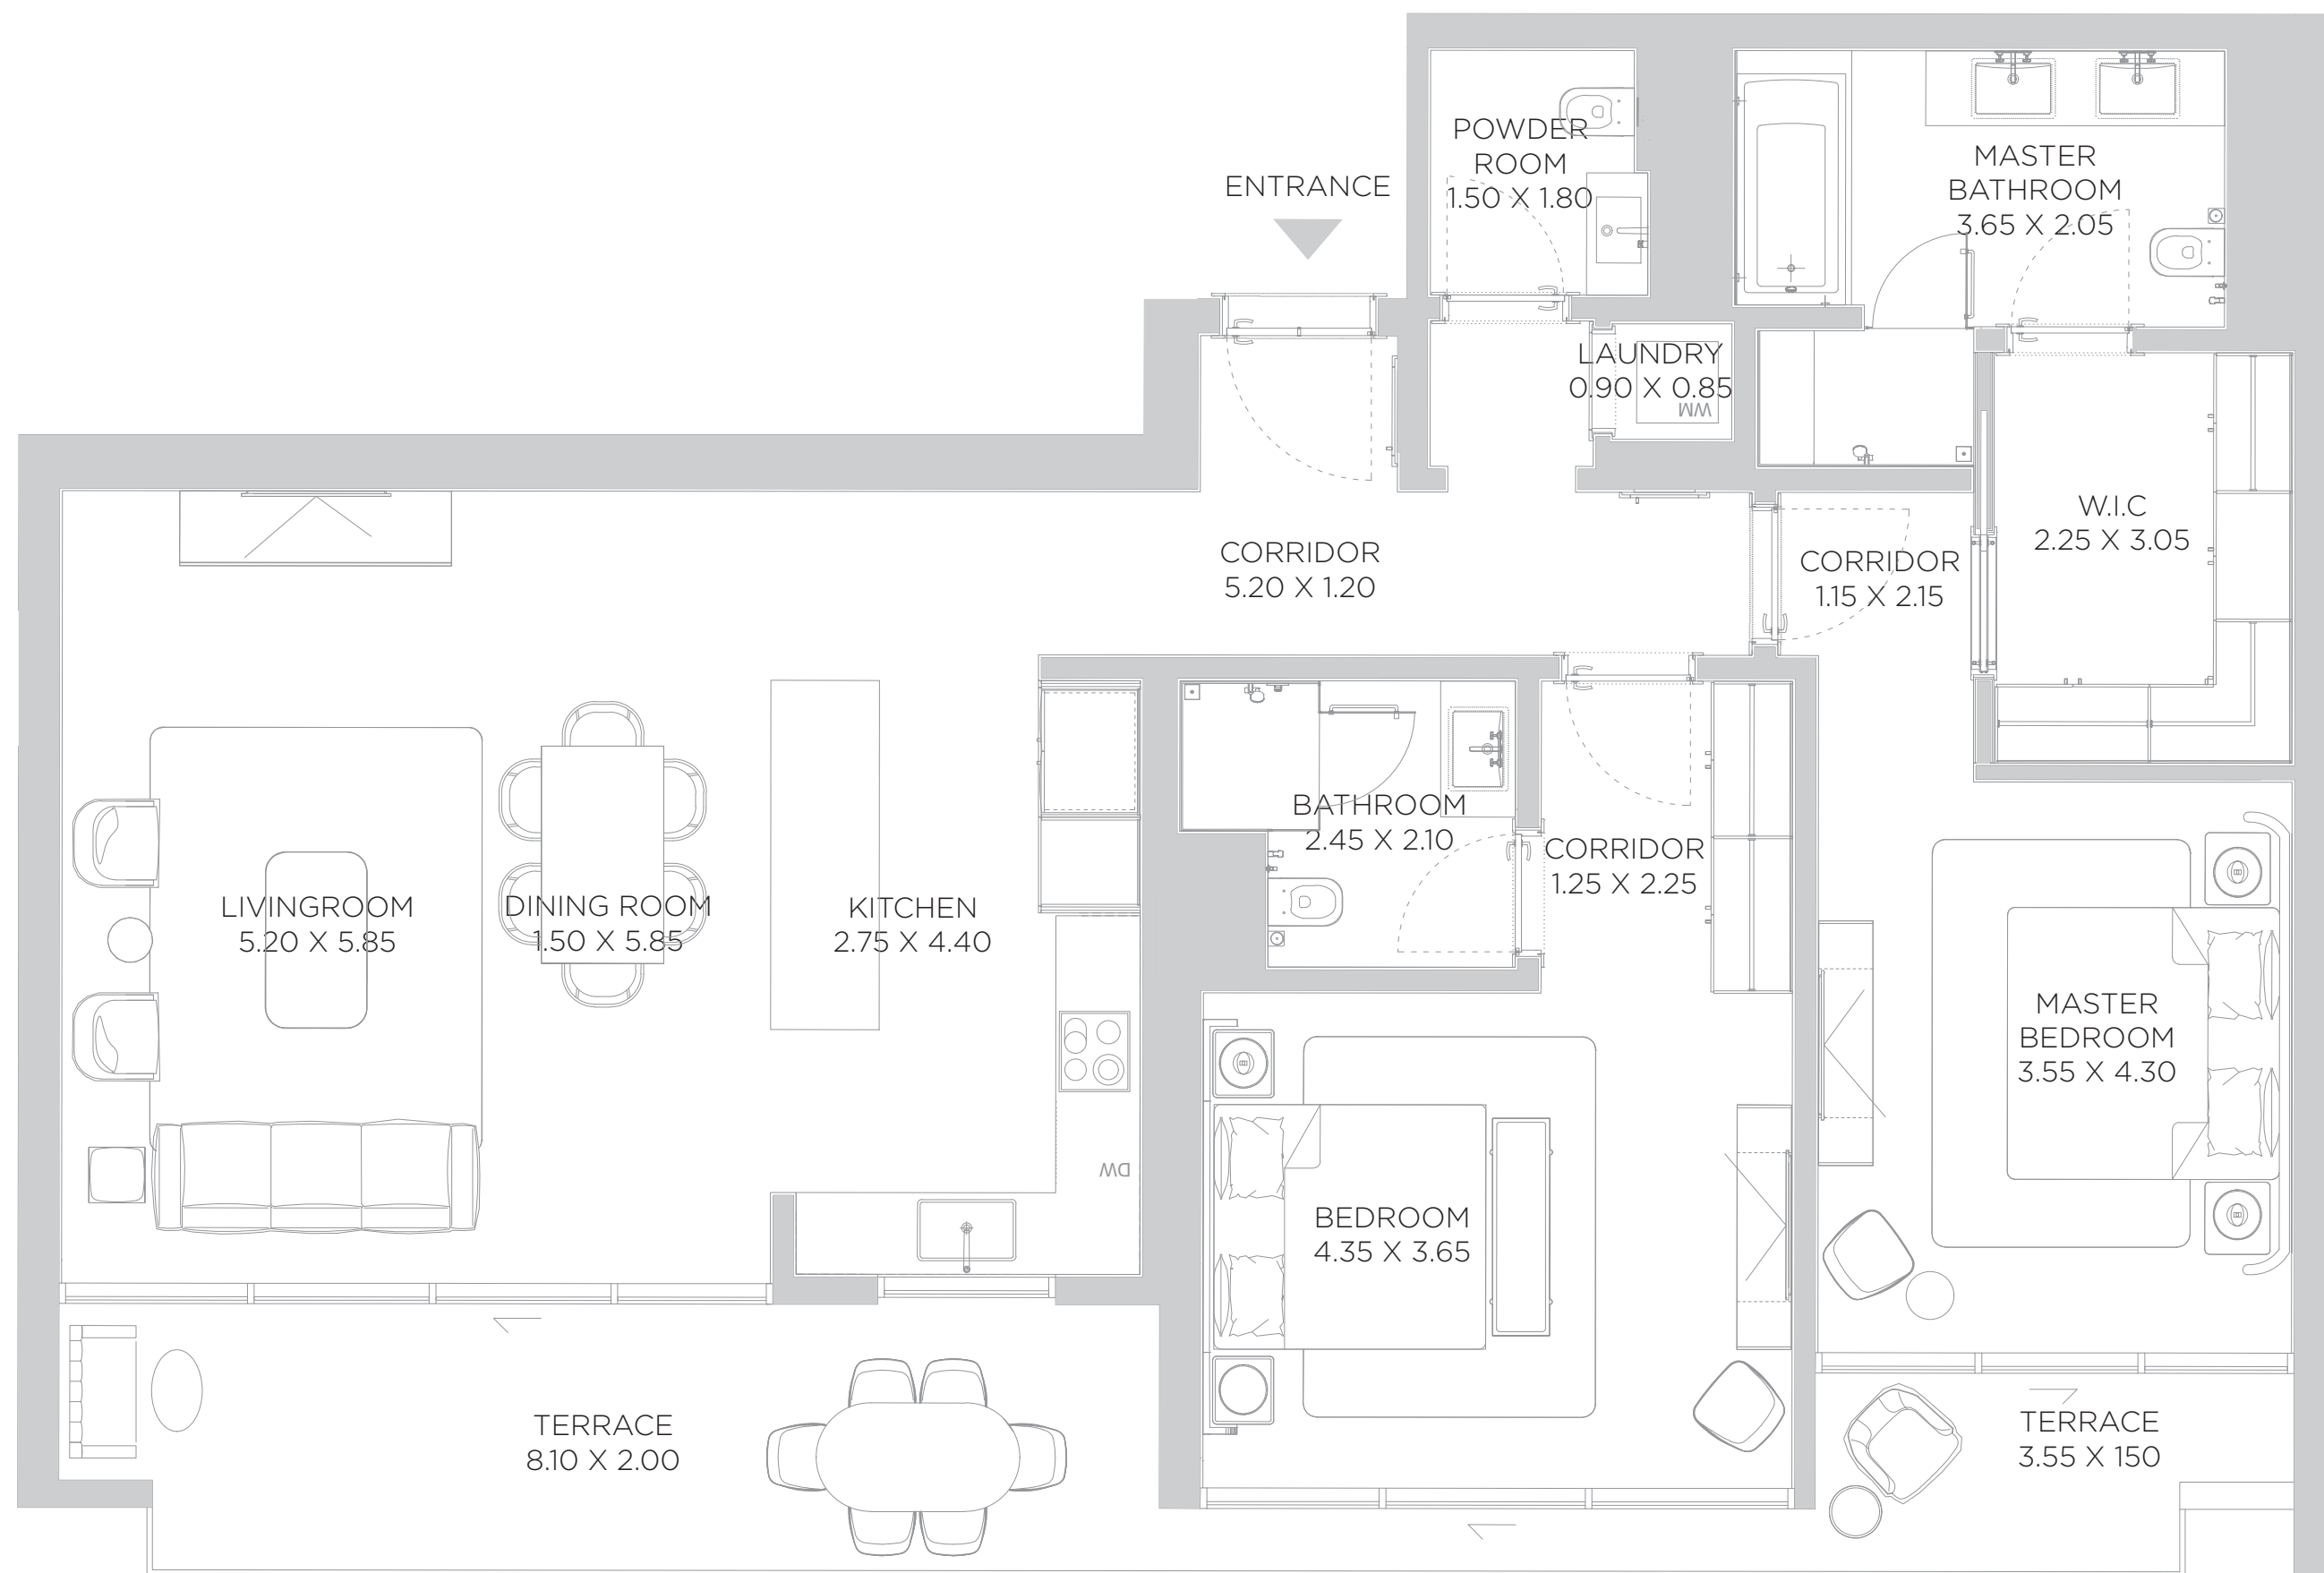 POWDER
ROOM
1.50 X 1.80
ENTRANCE
MASTER
BATHROOM
3.65 X 2.05
LAUNDRY
0.90 X 0.85
WM
W.I.C
2.25 X 3.05
CORRIDOR
5.20 X 1.20
CORRIDOR
1.15 X 2.15
BATHROOM
2.45 X 2.10
CORRIDOR
1.25 X 2.25
LIVINGROOM
5.20 X 5.85
DINING ROOM
1.50 X 5.85
KITCHEN
2.75 X 4.40
MASTER
BEDROOM
3.55 X 4.30
DW
BEDROOM
4.35 X 3.65
TERRACE
8.10 X 2.00
TERRACE
3.55 X 150